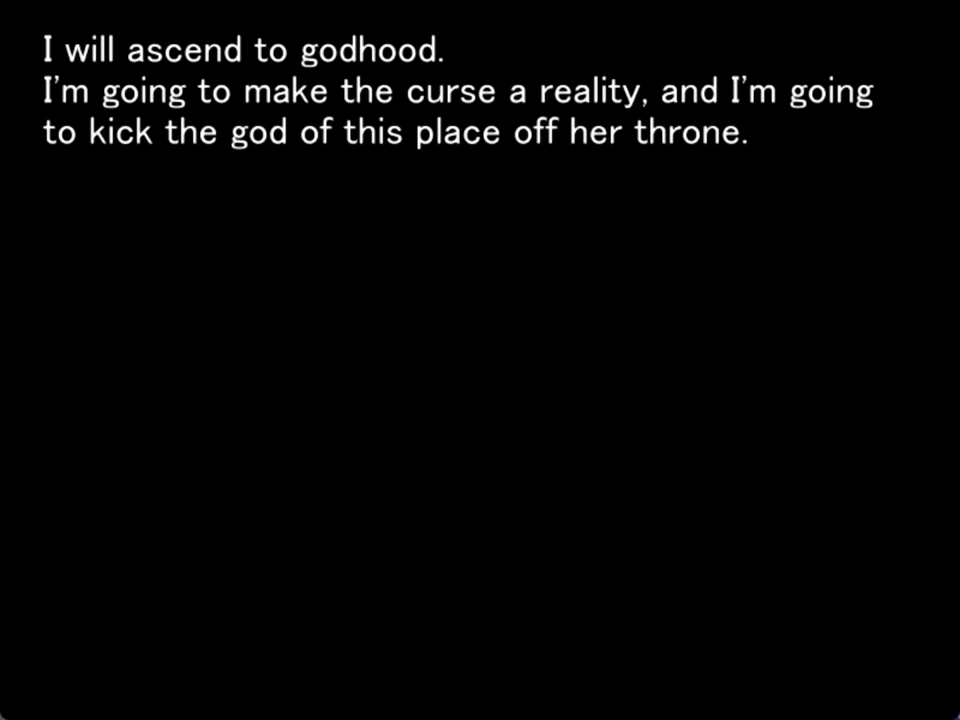 I will ascend to godhood.
I'm going to make the curse a reality, and I'm going
to kick the god of this place off her throne.